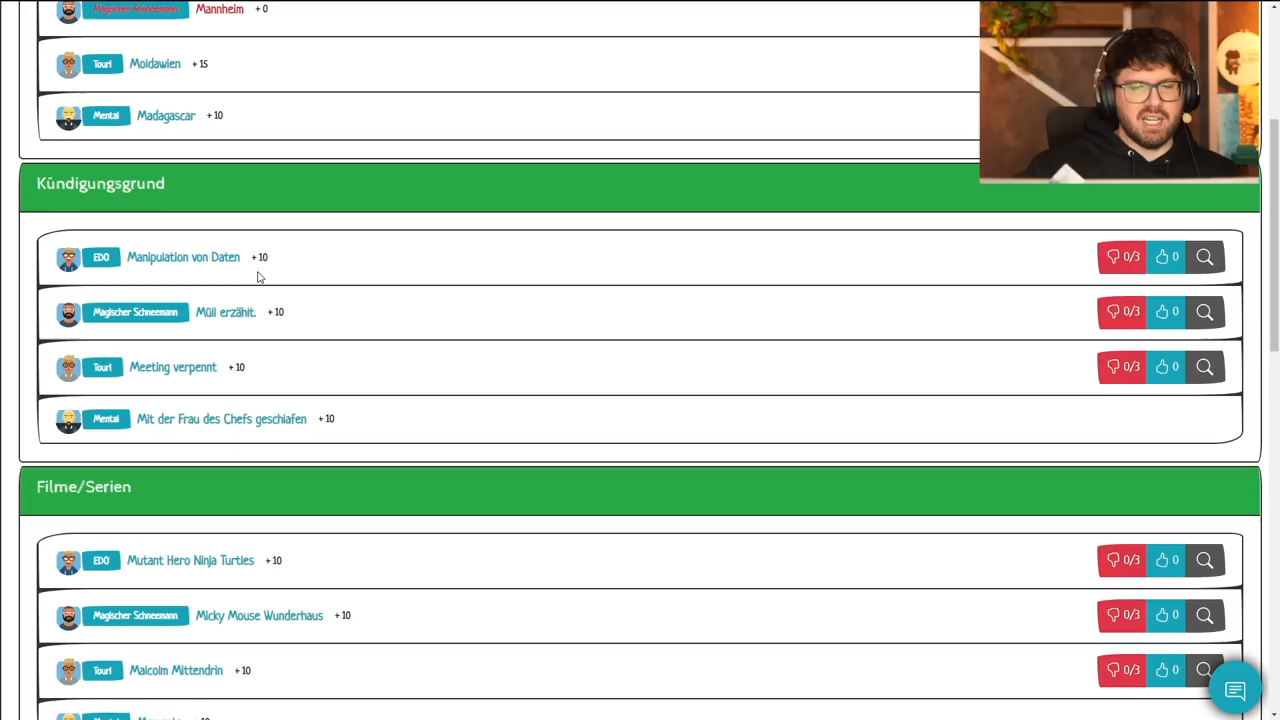 Magischer Schneemann Mannheim + 0
Touri Moldawien + 15
Mental Madagascar + 10
Kündigungsgrund
EDO Manipulation von Daten + 10 0/3 0
Magischer Schneemann Müll erzählt. + 10 0/3 0
Touri Meeting verpennt + 10 0/3 0
Mental Mit der Frau des Chefs geschlafen + 10
Filme/Serien
EDO Mutant Hero Ninja Turtles + 10 0/3 0
Magischer Schneemann Micky Mouse Wunderhaus + 10 0/3 0
Touri Malcolm Mittendrin + 10 0/3 0